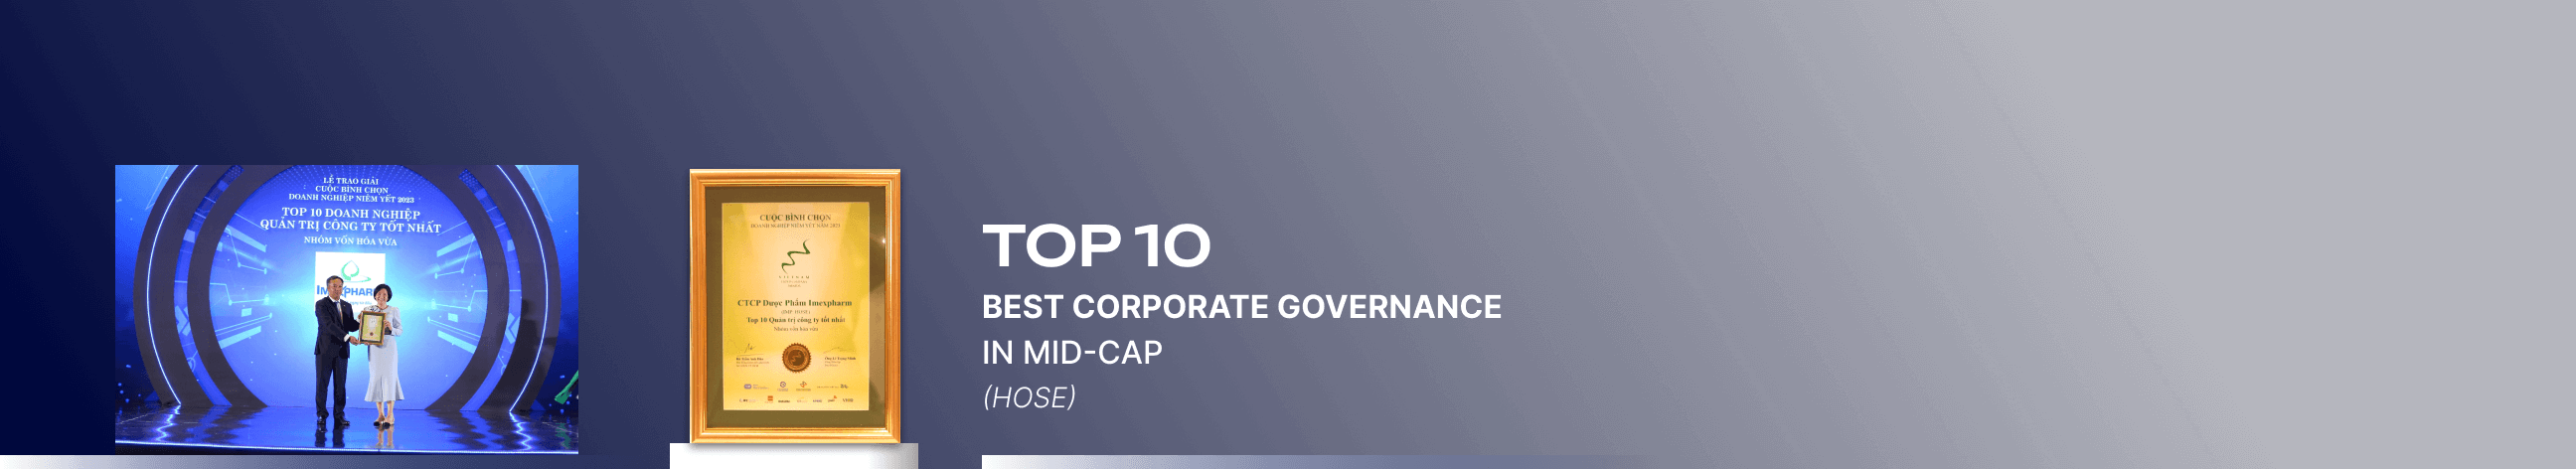 LỄ TRAO GIẢI
CUỘC BÌNH CHỌN
DOANH NGHIỆP NIÊM YẾT 2023
TOP 10 DOANH NGHIỆP
QUẢN TRỊ CÔNG TY TỐT NHẤT
NHÓM VỐN HÓA VỪA
CUỘC BÌNH CHỌN
DOANH NGHIỆP NIÊM YẾT NĂM 2023
VIETNAM
CTCP Dược Phẩm Imexpharm
Top 10 Quản trị công ty tốt nhất
Nhóm vốn hóa vừa
TOP 10
BEST CORPORATE GOVERNANCE
IN MID-CAP
(HOSE)